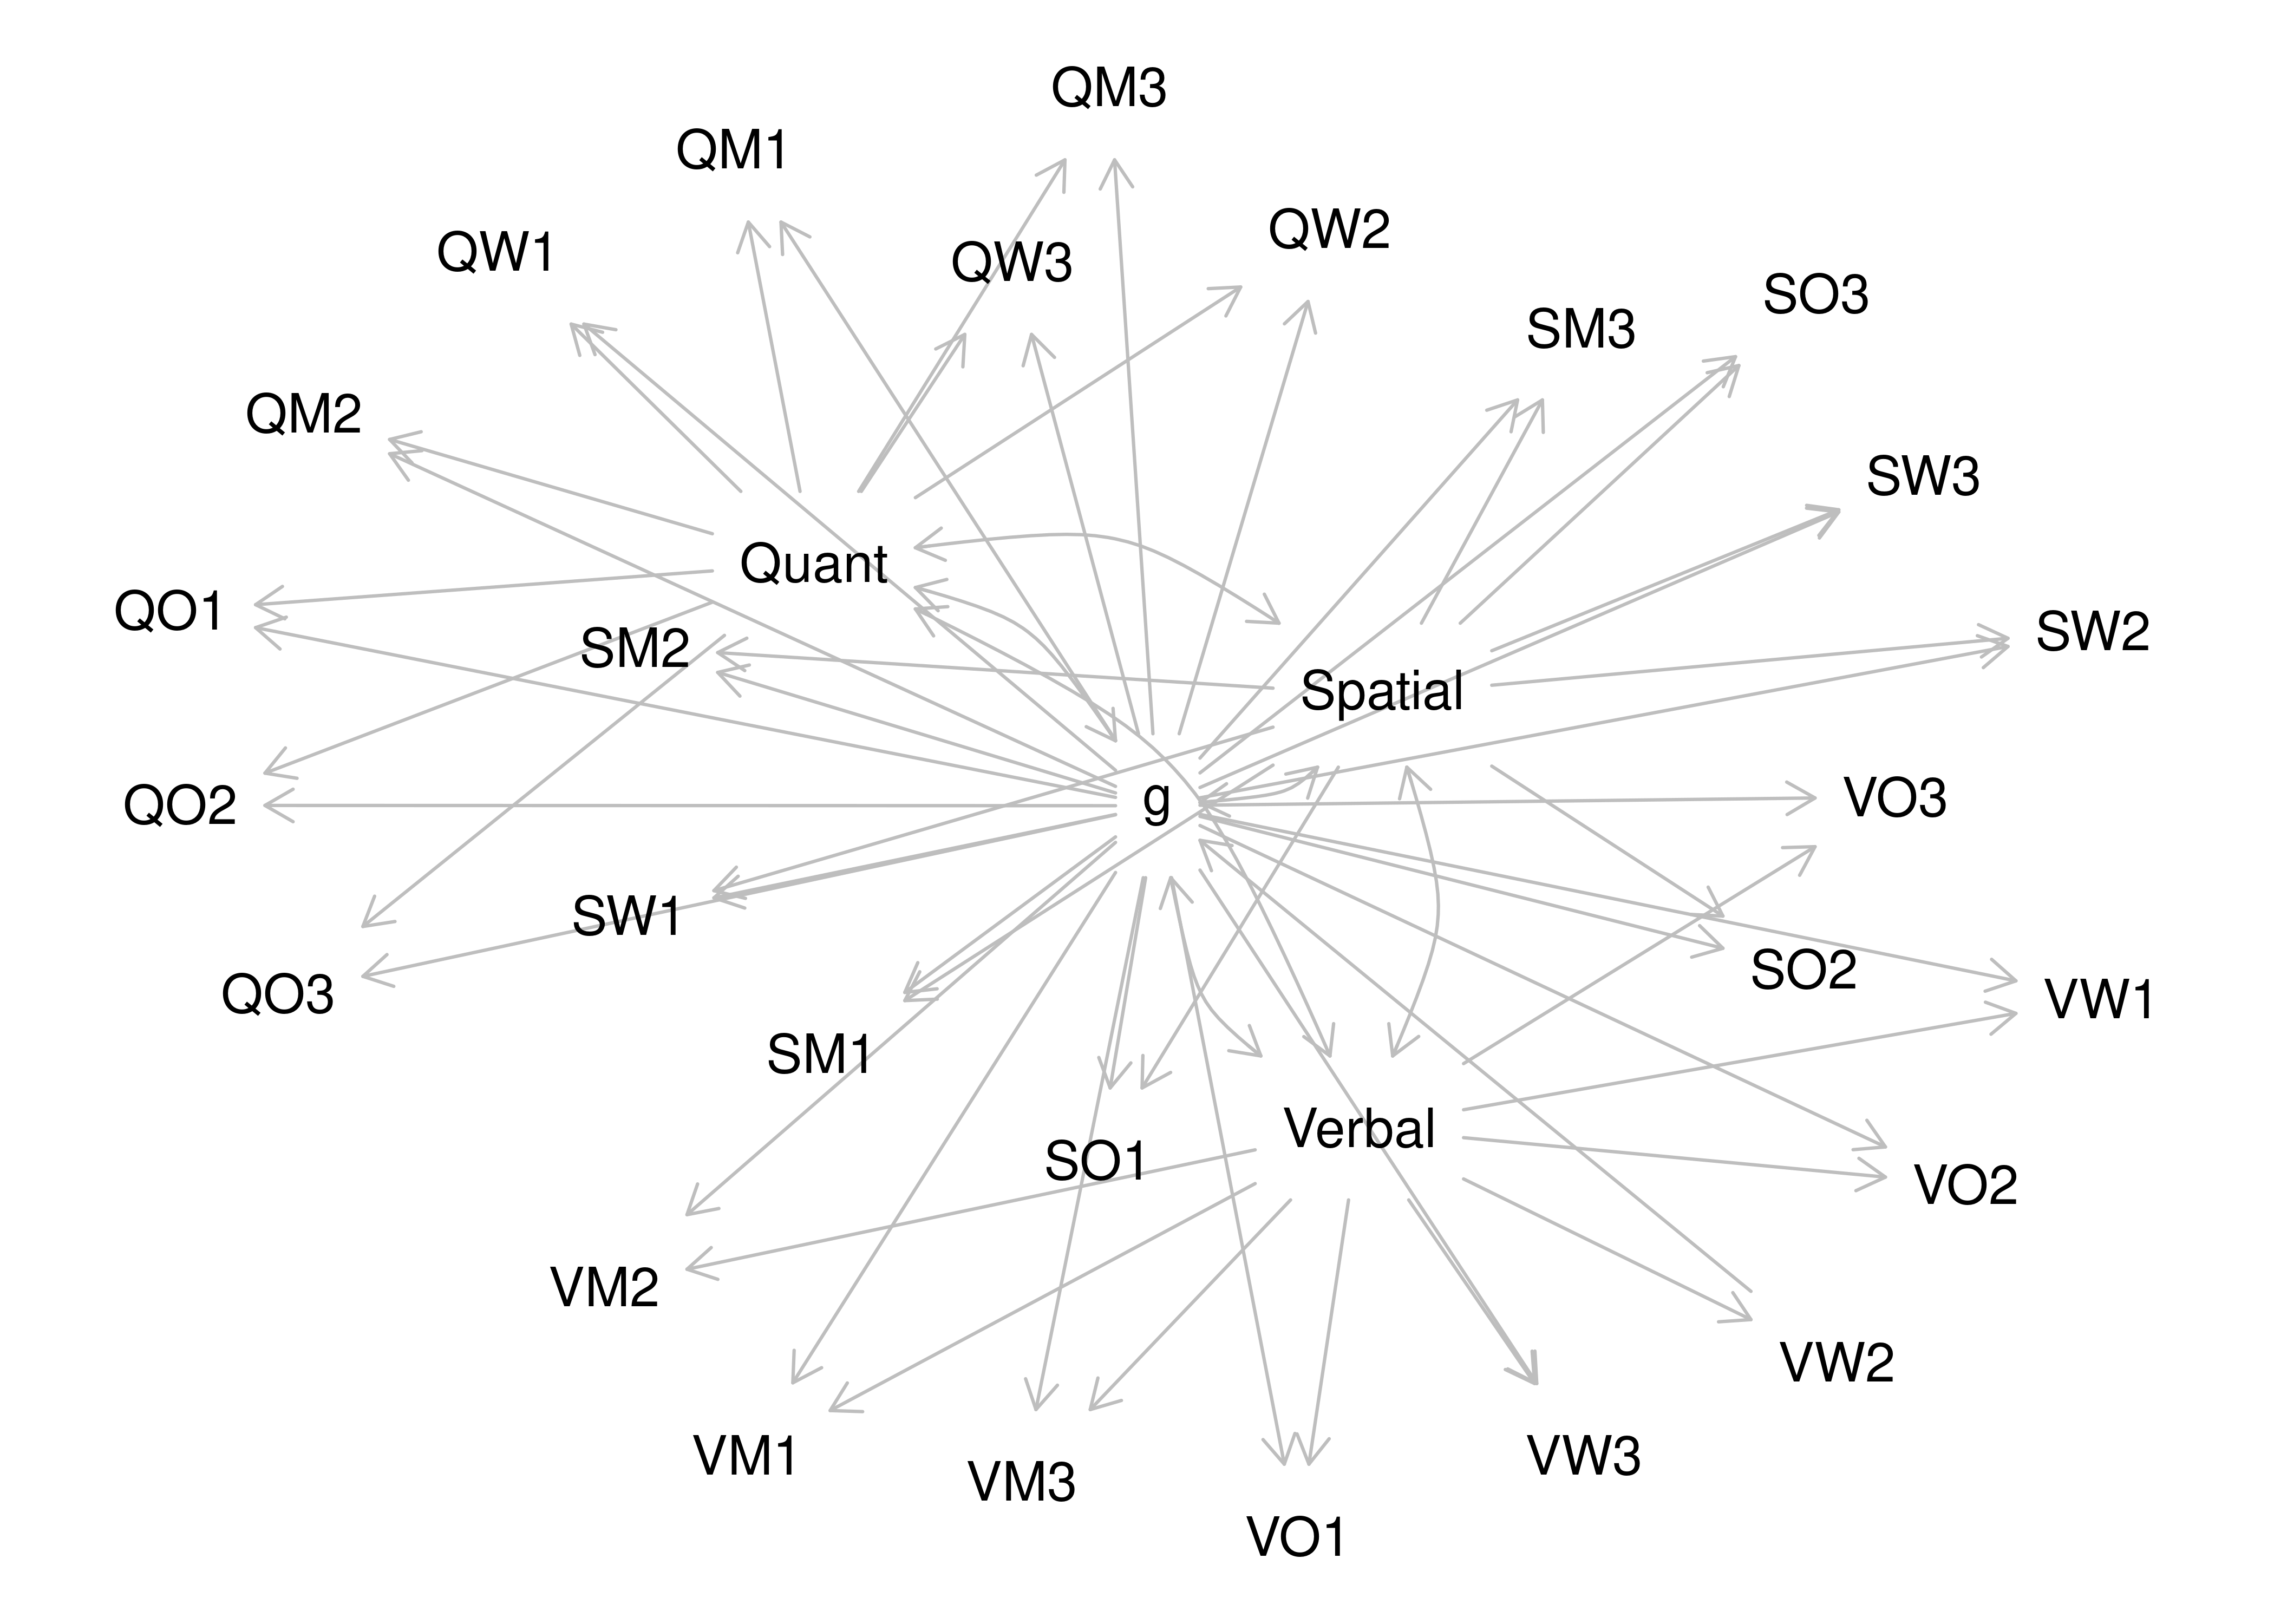 QM3
QM1
QW2
QW1
QW3
SO3
SM3
QM2
SW3
Quant
QO1
SW2
SM2
Spatial
VO3
g
QO2
SW1
SO2
QO3
VW1
SM1
Verbal
SO1
VO2
VM2
VW2
VM1
VW3
VM3
VO1